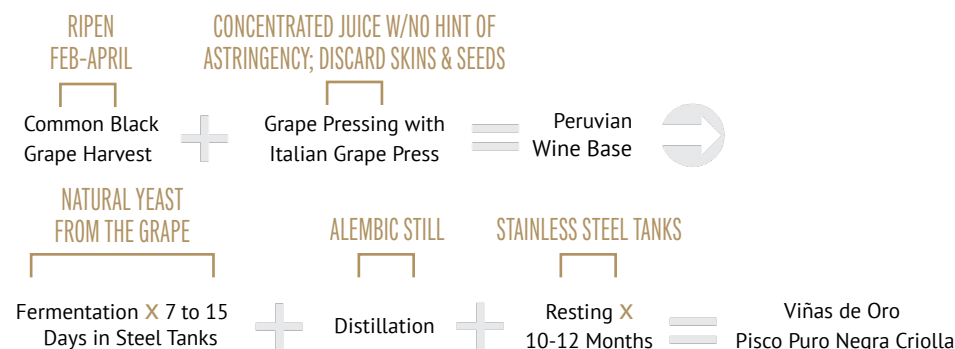 RIPEN
FEB-APRIL
CONCENTRATED JUICE W/NO HINT OF
ASTRINGENCY; DISCARD SKINS & SEEDS
Common Black
Grape Harvest
+
Grape Pressing with
Italian Grape Press
=
Peruvian
Wine Base
NATURAL YEAST
FROM THE GRAPE
ALEMBIC STILL
STAINLESS STEEL TANKS
Fermentation X 7 to 15
Days in Steel Tanks
+
Distillation
+
Resting X
10-12 Months
=
Viñas de Oro
Pisco Puro Negra Criolla